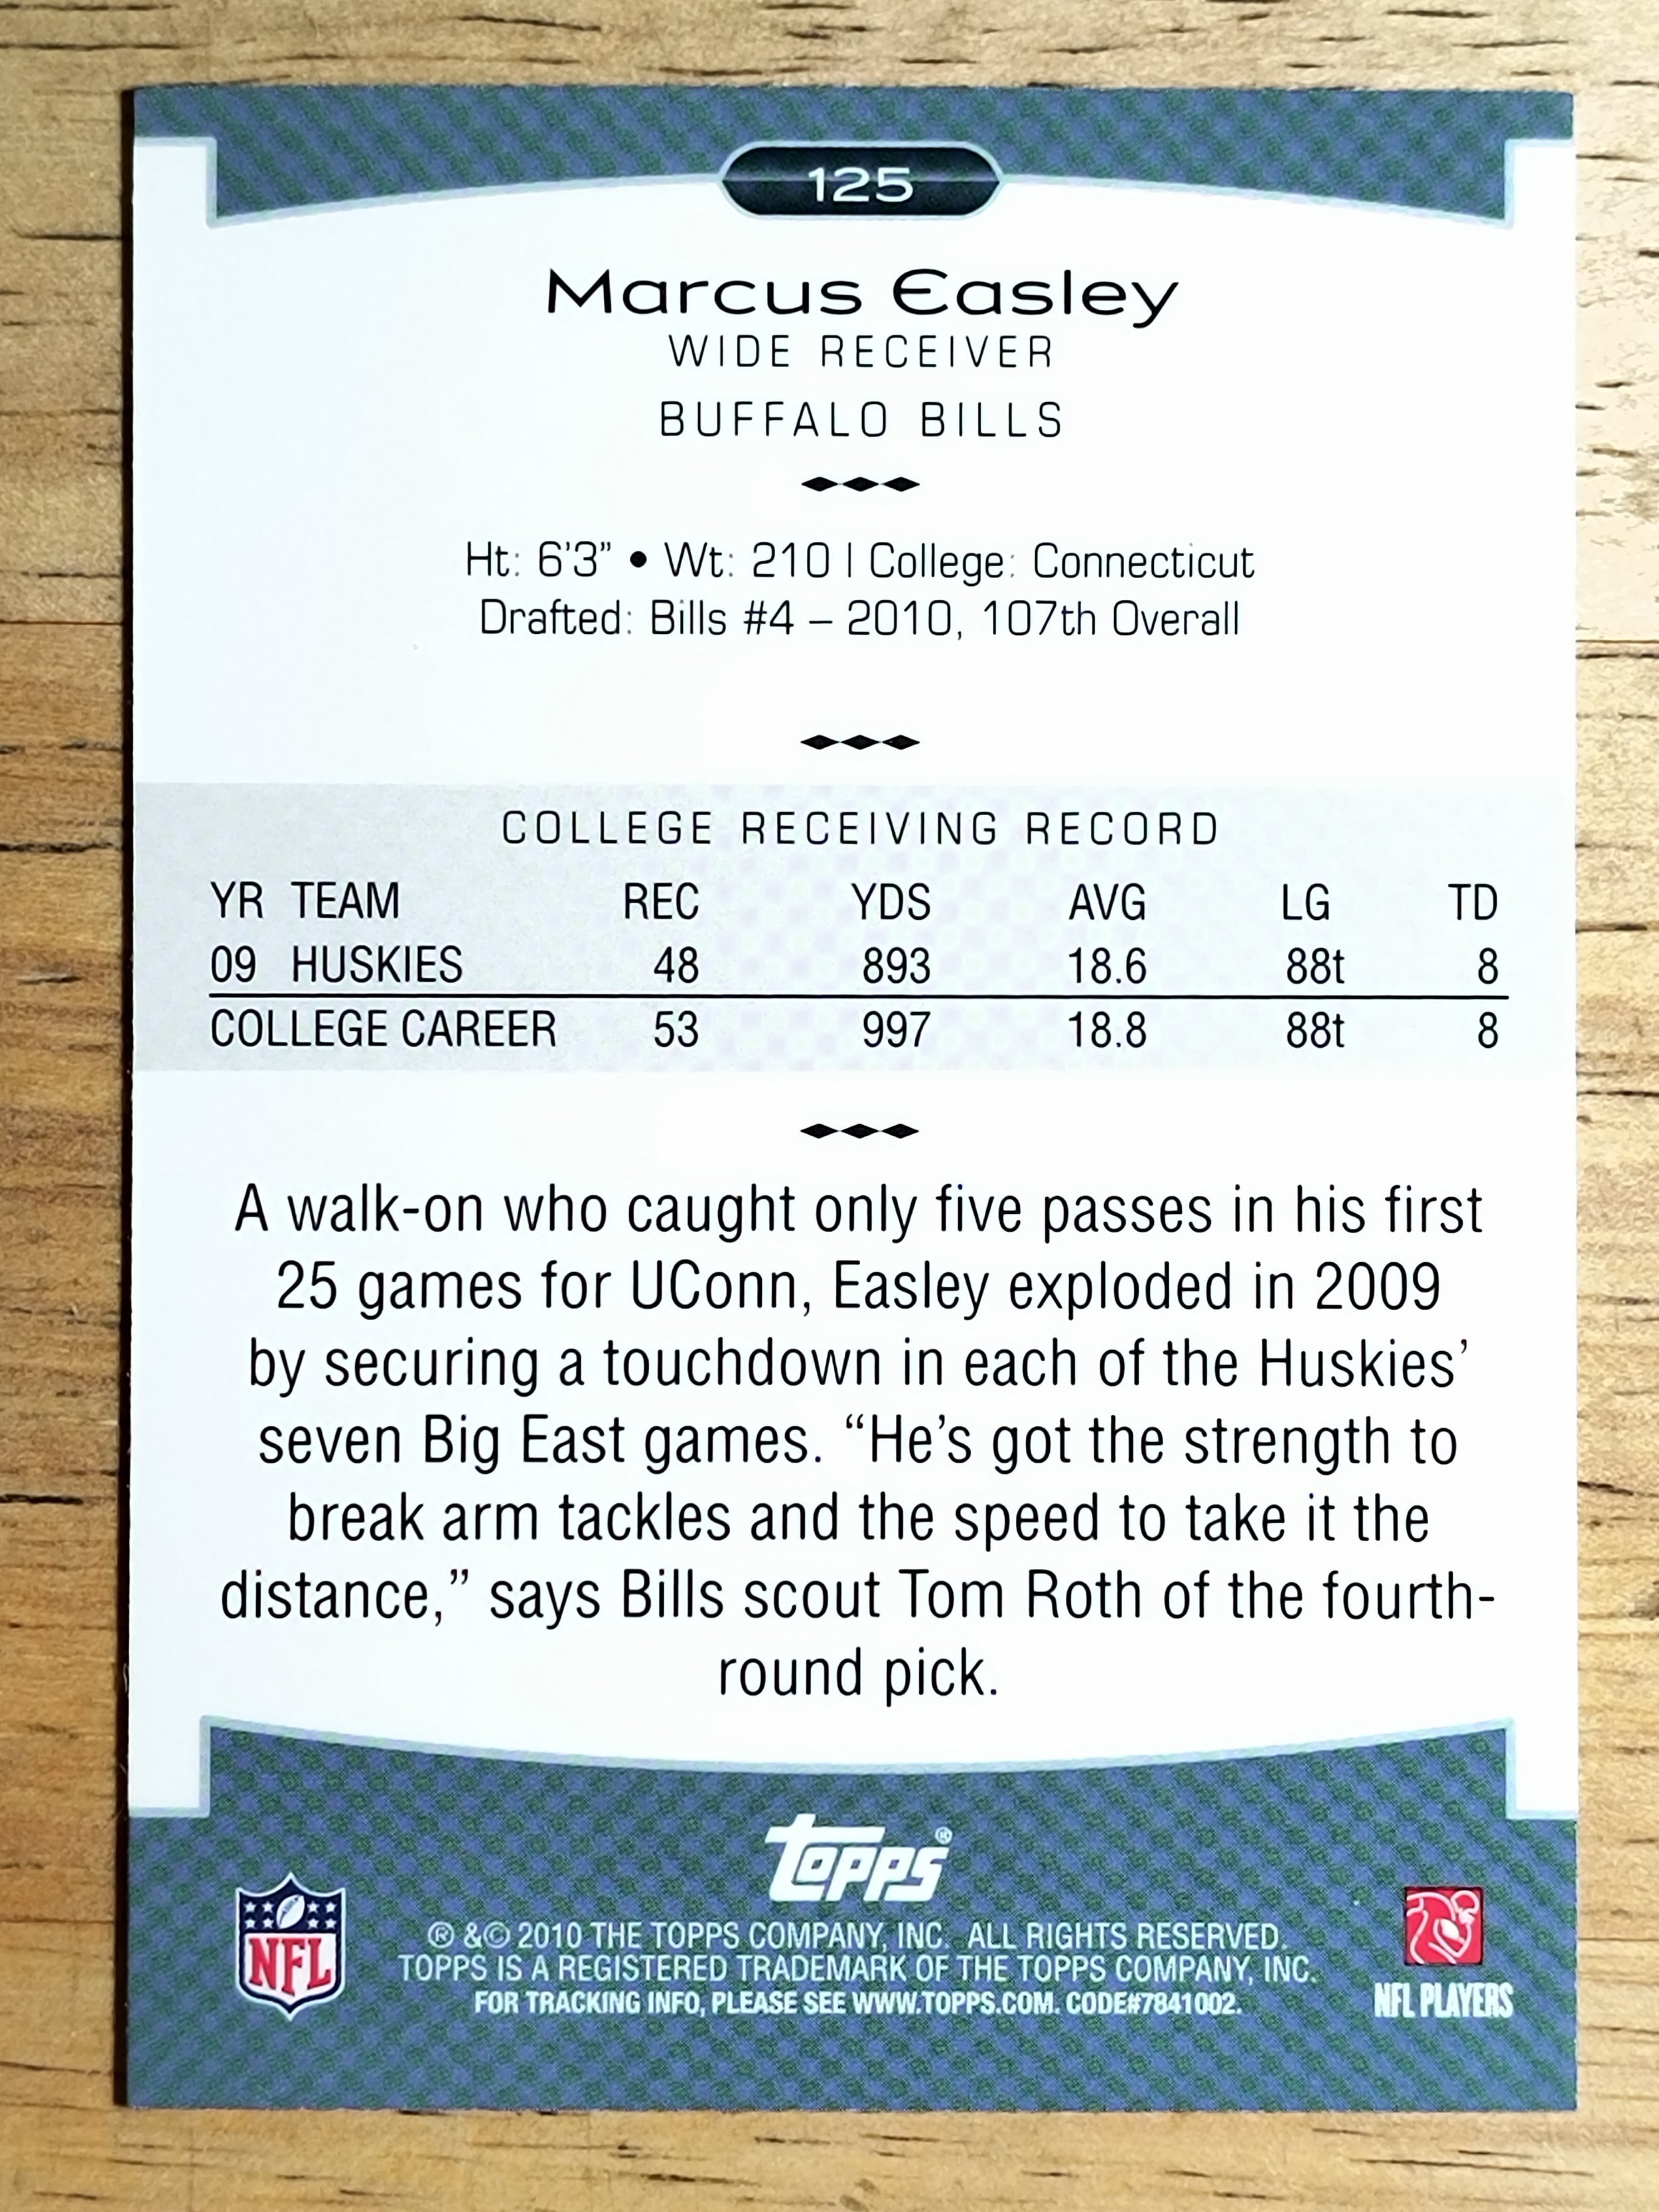 125
Marcus Easley
WIDE RECEIVER
BUFFALO BILLS
Ht: 6'3" • Wt: 210 | College: Connecticut
Drafted: Bills #4 – 2010, 107th Overall
COLLEGE RECEIVING RECORD
YR TEAM REC YDS AVG LG TD
09 HUSKIES 48 893 18.6 88t 8
COLLEGE CAREER 53 997 18.8 88t 8
A walk-on who caught only five passes in his first
25 games for UConn, Easley exploded in 2009
by securing a touchdown in each of the Huskies'
seven Big East games. “He's got the strength to
break arm tackles and the speed to take it the
distance,” says Bills scout Tom Roth of the fourth-
round pick.
topps®
NFL
® &© 2010 THE TOPPS COMPANY, INC. ALL RIGHTS RESERVED.
TOPPS IS A REGISTERED TRADEMARK OF THE TOPPS COMPANY, INC.
FOR TRACKING INFO, PLEASE SEE WWW.TOPPS.COM. CODE#7841002.
NFL PLAYERS